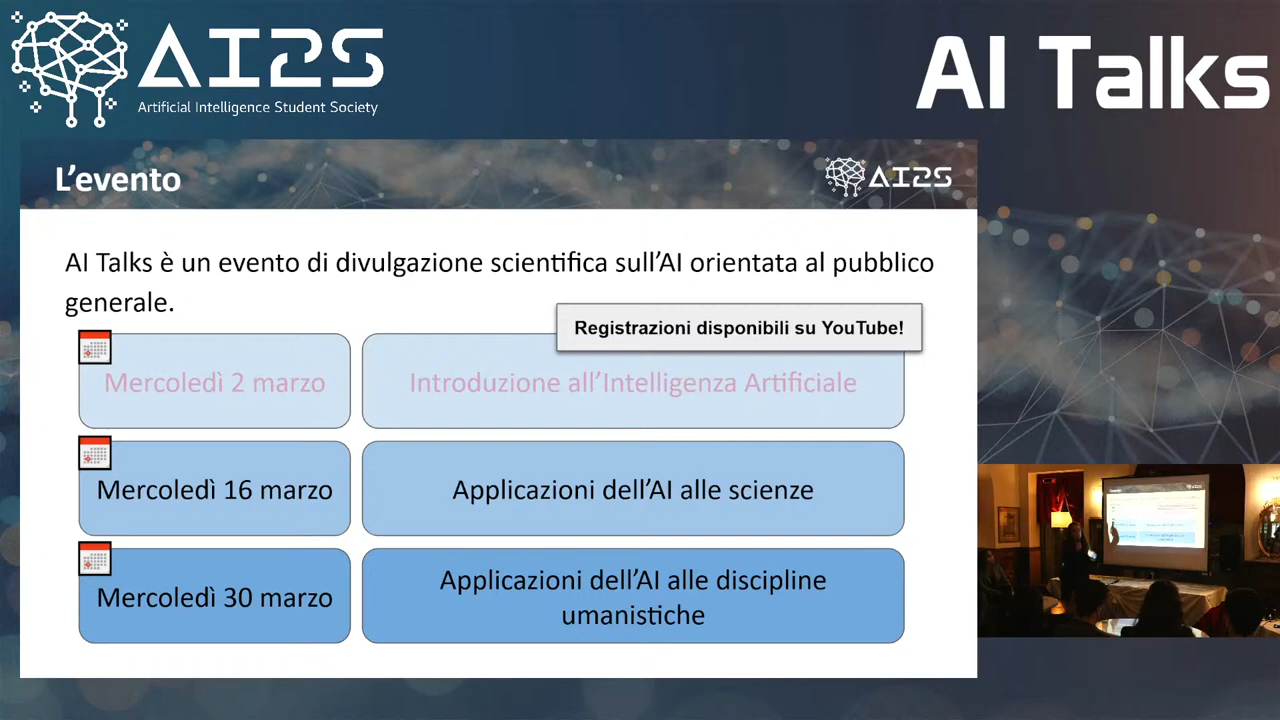 AI2S
Artificial Intelligence Student Society
AI Talks
L'evento
AI2S
AI Talks è un evento di divulgazione scientifica sull'AI orientata al pubblico
generale.
Registrazioni disponibili su YouTube!
Mercoledì 2 marzo
Introduzione all'Intelligenza Artificiale
Mercoledì 16 marzo
Applicazioni dell'AI alle scienze
Mercoledì 30 marzo
Applicazioni dell'AI alle discipline
umanistiche